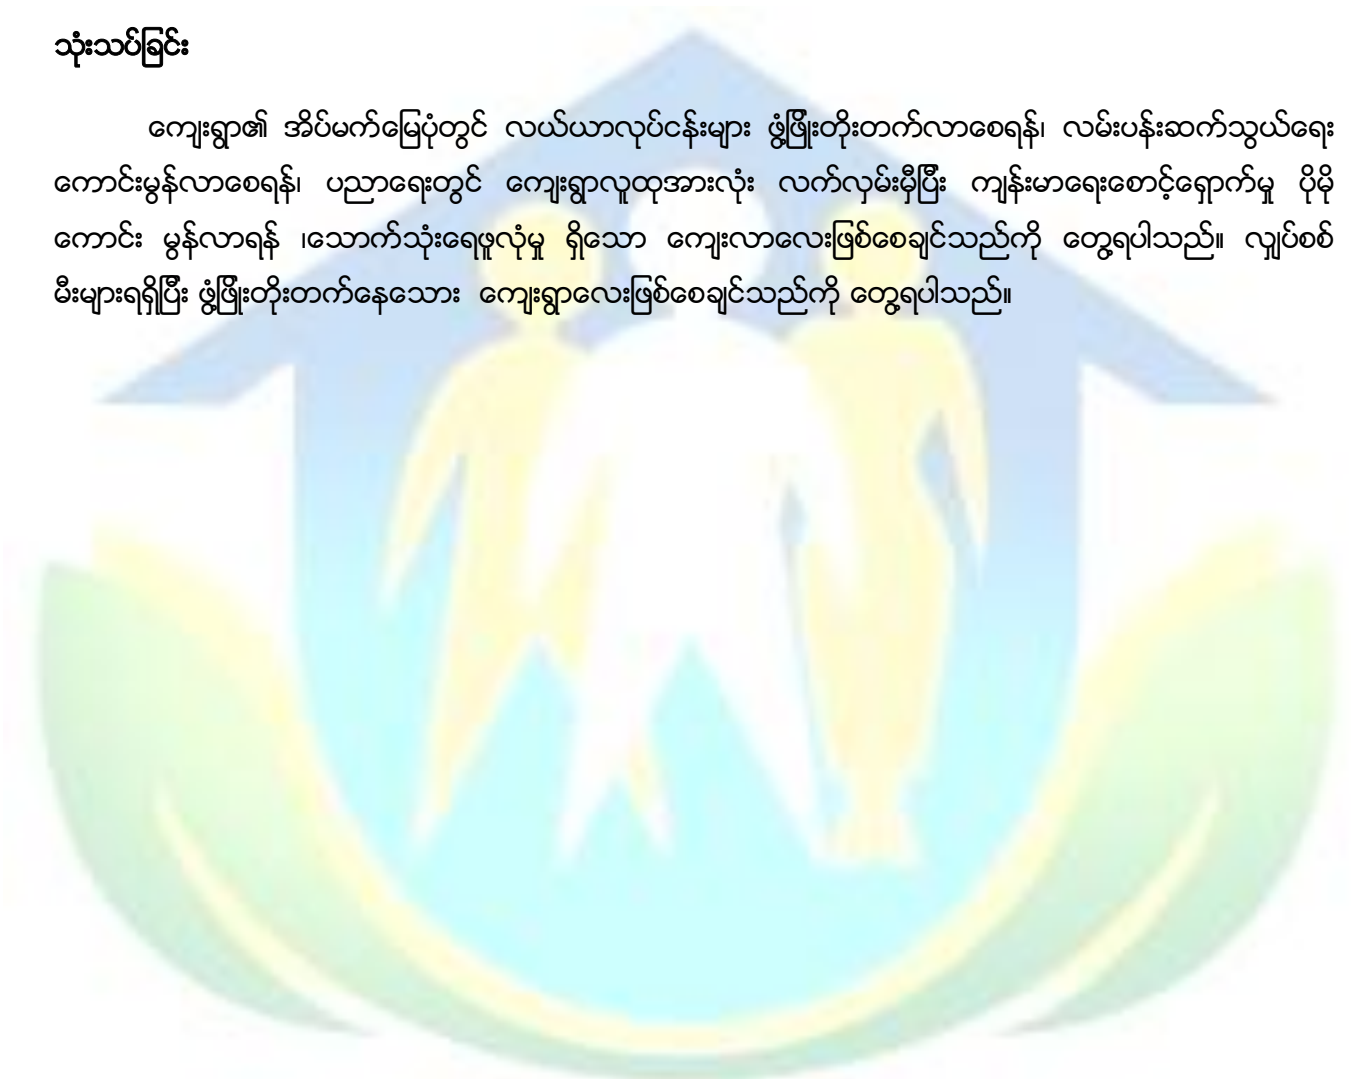 သုံးသပ်ခြင်း
ကျေးရွာ၏ အိပ်မက်မြေပုံတွင် လယ်ယာလုပ်ငန်းများ ဖွံ့ဖြိုးတိုးတက်လာစေရန်၊ လမ်းပန်းဆက်သွယ်ရေး
ကောင်းမွန်လာစေရန်၊ ပညာရေးတွင် ကျေးရွာလူထုအားလုံး လက်လှမ်းမှီပြီး ကျန်းမာရေးစောင့်ရှောက်မှု ပိုမို
ကောင်း မွန်လာရန် ၊သောက်သုံးရေဖူလုံမှု ရှိသော ကျေးလာလေးဖြစ်စေချင်သည်ကို တွေ့ရပါသည်။ လျှပ်စစ်
မီးများရရှိပြီး ဖွံ့ဖြိုးတိုးတက်နေသေား ကျေးရွာလေးဖြစ်စေချင်သည်ကို တွေ့ရပါသည်။